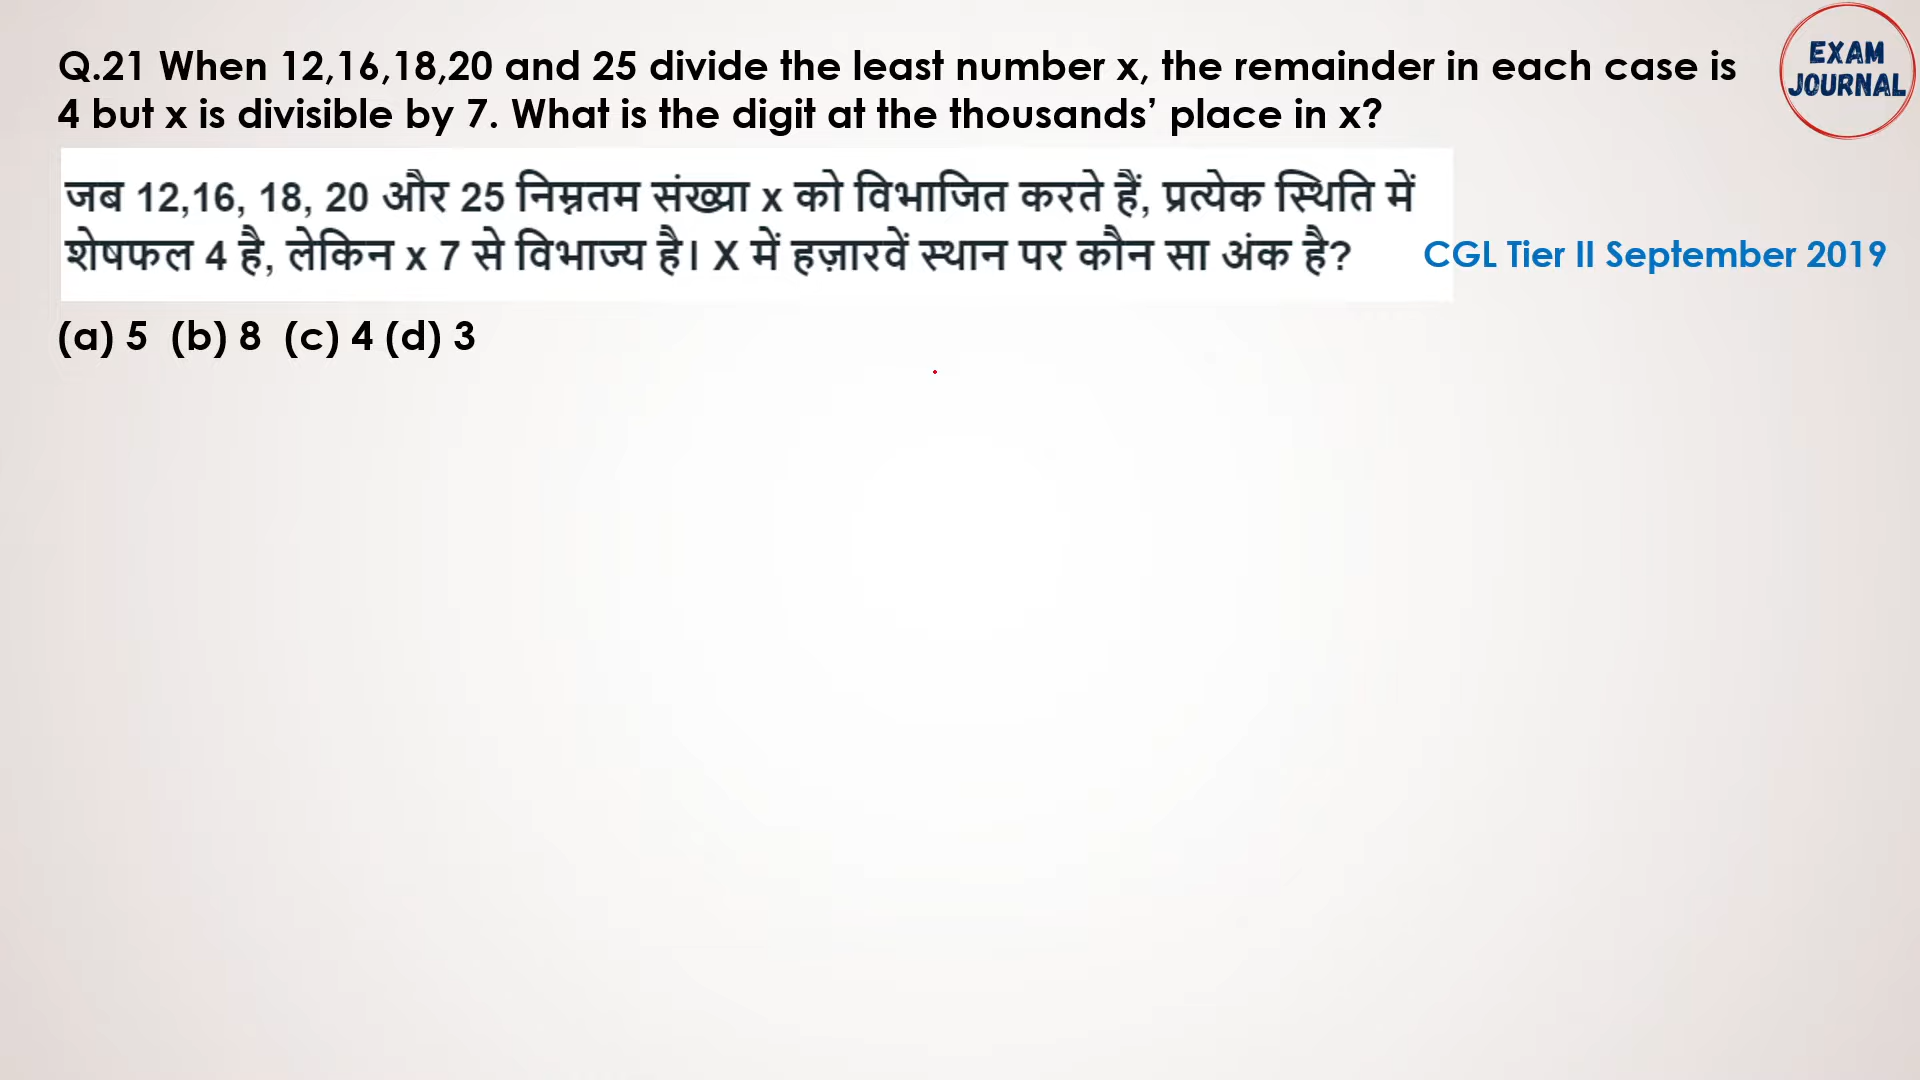 Q.21 When 12,16,18,20 and 25 divide the least number x, the remainder in each case is
4 but x is divisible by 7. What is the digit at the thousands’ place in x?
EXAM
JOURNAL
जब 12,16, 18, 20 और 25 निम्नतम संख्या x को विभाजित करते हैं, प्रत्येक स्थिति में
शेषफल 4 है, लेकिन x 7 से विभाज्य है। X में हज़ारवें स्थान पर कौन सा अंक है?
CGL Tier II September 2019
(a) 5 (b) 8 (c) 4 (d) 3